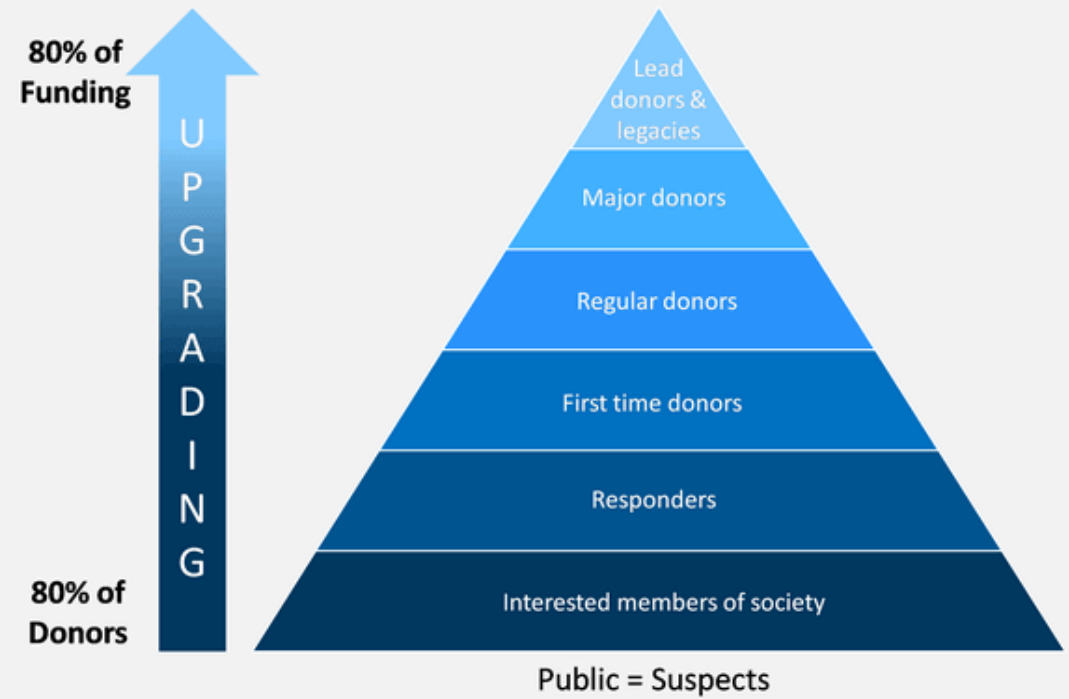 80% of
Funding
UPGRADING
80% of
Donors
Lead
donors &
legacies
Major donors
Regular donors
First time donors
Responders
Interested members of society
Public = Suspects